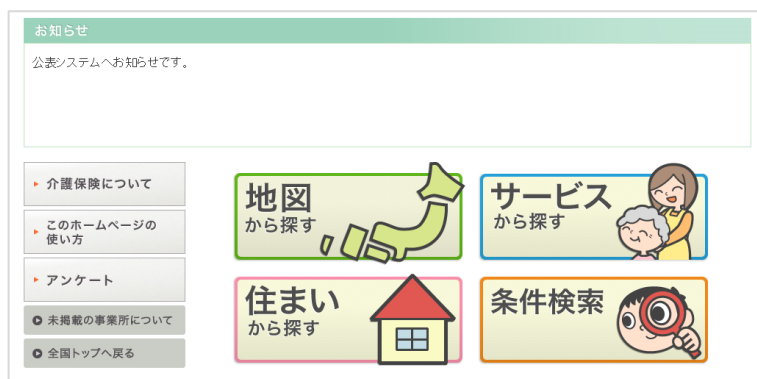 お知らせ
公表システムへお知らせです。
介護保険について
このホームページの
使い方
アンケート
未掲載の事業所について
全国トップへ戻る
地図
から探す
サービス
から探す
住まい
から探す
条件検索